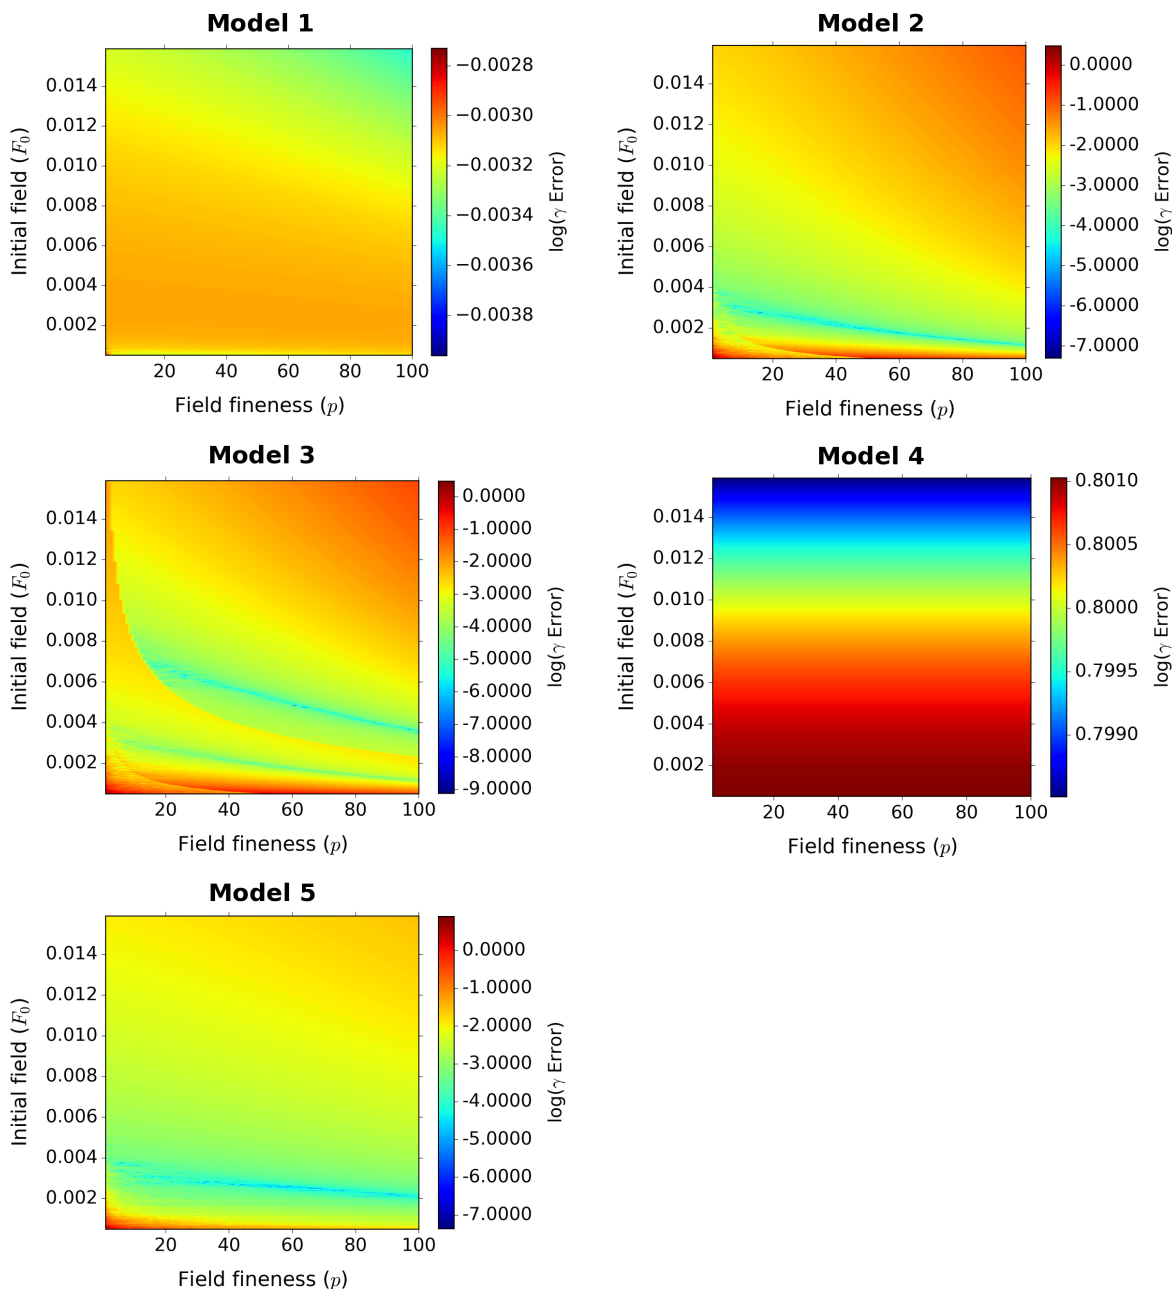 Model 1
0.014
0.012
0.010
0.008
0.006
0.004
0.002
20 40 60 80 100
Initial field (F₀)
Field fineness (p)
−0.0028
−0.0030
−0.0032
−0.0034
−0.0036
−0.0038
log(γ Error)
Model 2
0.014
0.012
0.010
0.008
0.006
0.004
0.002
20 40 60 80 100
Initial field (F₀)
Field fineness (p)
0.0000
-1.0000
-2.0000
-3.0000
-4.0000
-5.0000
-6.0000
-7.0000
log(γ Error)
Model 3
0.014
0.012
0.010
0.008
0.006
0.004
0.002
20 40 60 80 100
Initial field (F₀)
Field fineness (p)
0.0000
-1.0000
-2.0000
-3.0000
-4.0000
-5.0000
-6.0000
-7.0000
-8.0000
-9.0000
log(γ Error)
Model 4
0.014
0.012
0.010
0.008
0.006
0.004
0.002
20 40 60 80 100
Initial field (F₀)
Field fineness (p)
0.8010
0.8005
0.8000
0.7995
0.7990
log(γ Error)
Model 5
0.014
0.012
0.010
0.008
0.006
0.004
0.002
20 40 60 80 100
Initial field (F₀)
Field fineness (p)
0.0000
-1.0000
-2.0000
-3.0000
-4.0000
-5.0000
-6.0000
-7.0000
log(γ Error)